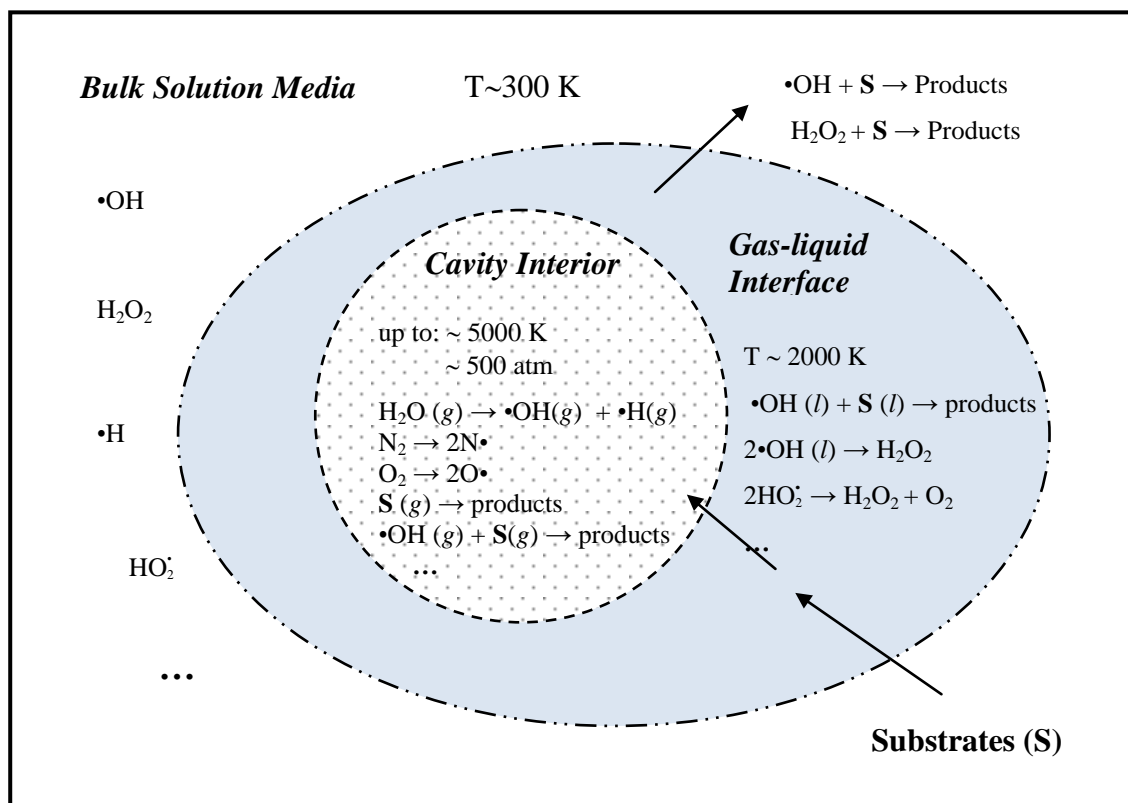 Bulk Solution Media
T~300 K
•OH + S → Products
H₂O₂ + S → Products
•OH
H₂O₂
•H
HO₂•
...
Cavity Interior
up to: ~ 5000 K
~ 500 atm
H₂O (g) → •OH(g) + •H(g)
N₂ → 2N•
O₂ → 2O•
S (g) → products
•OH (g) + S(g) → products
...
Gas-liquid
Interface
T ~ 2000 K
•OH (l) + S (l) → products
2•OH (l) → H₂O₂
2HO₂• → H₂O₂ + O₂
...
Substrates (S)